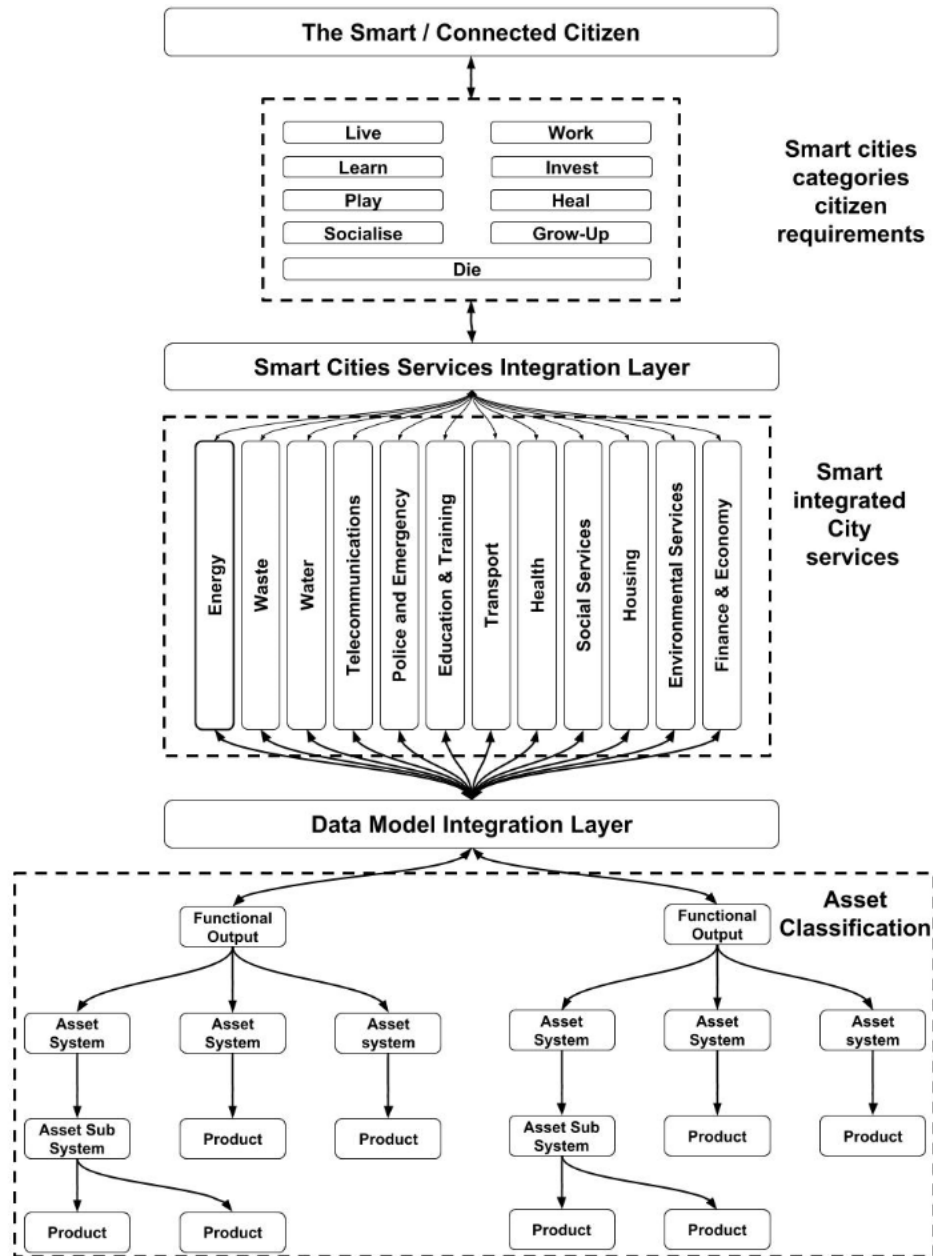 The Smart / Connected Citizen
Live
Work
Learn
Invest
Play
Heal
Socialise
Grow-Up
Die
Smart cities
categories
citizen
requirements
Smart Cities Services Integration Layer
Energy
Waste
Water
Telecommunications
Police and Emergency
Education & Training
Transport
Health
Social Services
Housing
Environmental Services
Finance & Economy
Smart
integrated
City
services
Data Model Integration Layer
Asset
Classification
Functional
Output
Functional
Output
Asset
System
Asset
System
Asset
system
Asset
System
Asset
System
Asset
system
Asset Sub
System
Product
Product
Asset Sub
System
Product
Product
Product
Product
Product
Product